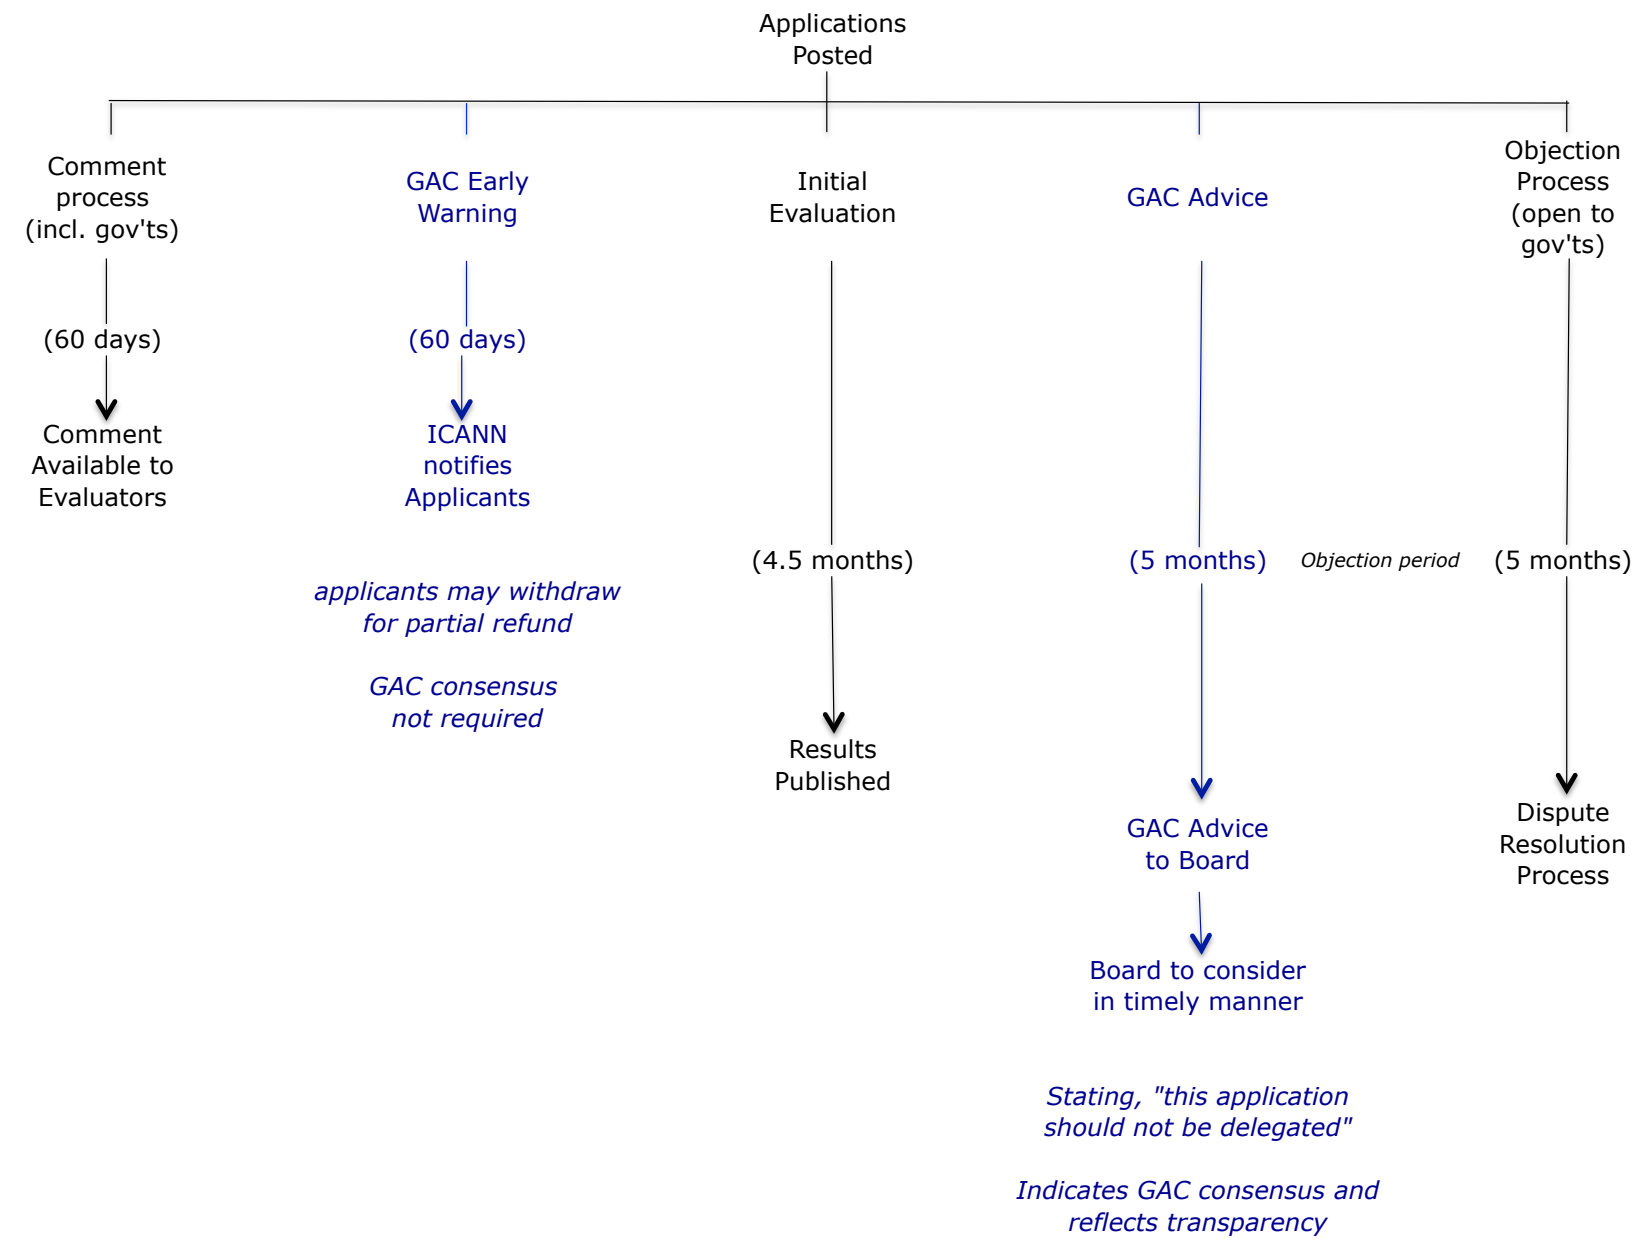 Applications
Posted
Comment
process
(incl. gov'ts)
(60 days)
Comment
Available to
Evaluators
GAC Early
Warning
(60 days)
ICANN
notifies
Applicants
applicants may withdraw
for partial refund
GAC consensus
not required
Initial
Evaluation
(4.5 months)
Results
Published
GAC Advice
(5 months)
GAC Advice
to Board
Board to consider
in timely manner
Stating, "this application
should not be delegated"
Indicates GAC consensus and
reflects transparency
Objection period
Objection
Process
(open to
gov'ts)
(5 months)
Dispute
Resolution
Process